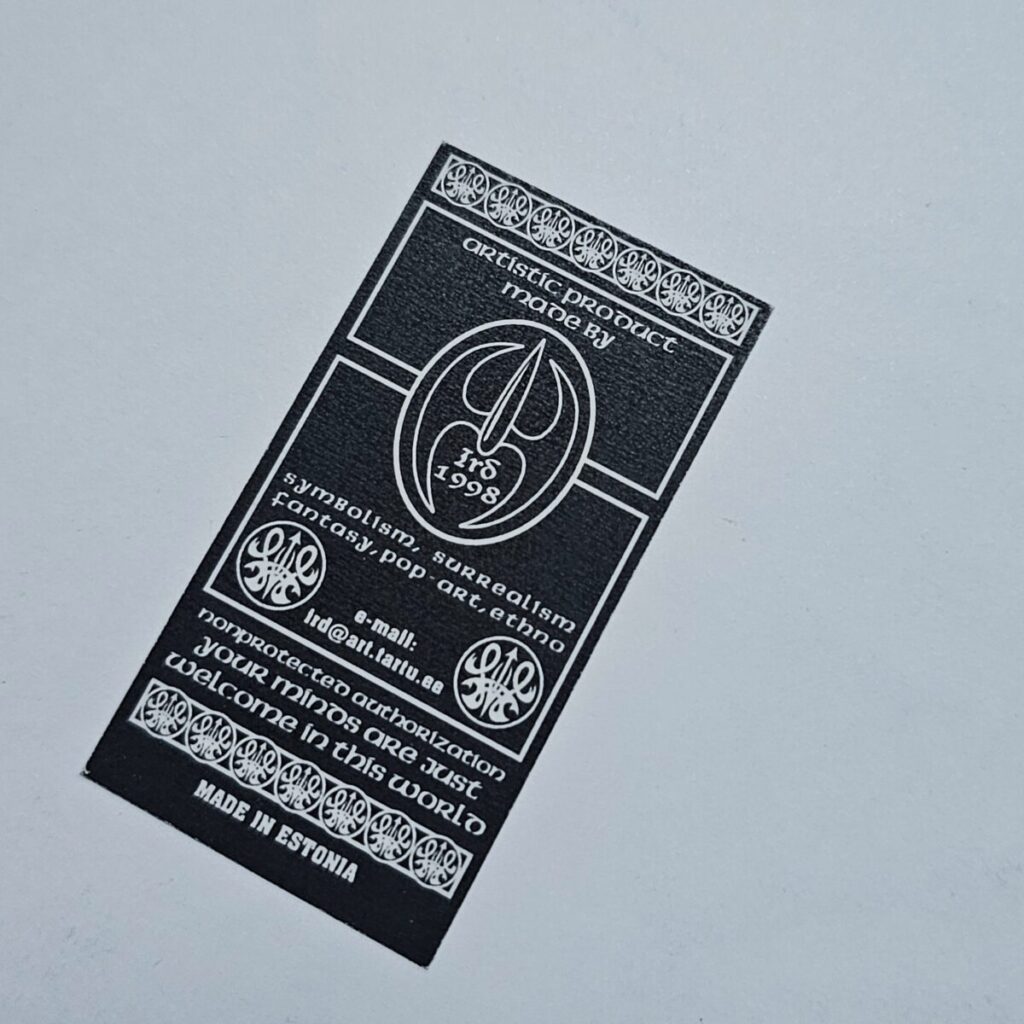 artistic product
made by
Ird
1998
symbolism, surrealism
fantasy, pop-art, ethno
e-mail:
ird@art.tartu.ee
nonprotected authorization
your minds are just
welcome in this world
MADE IN ESTONIA